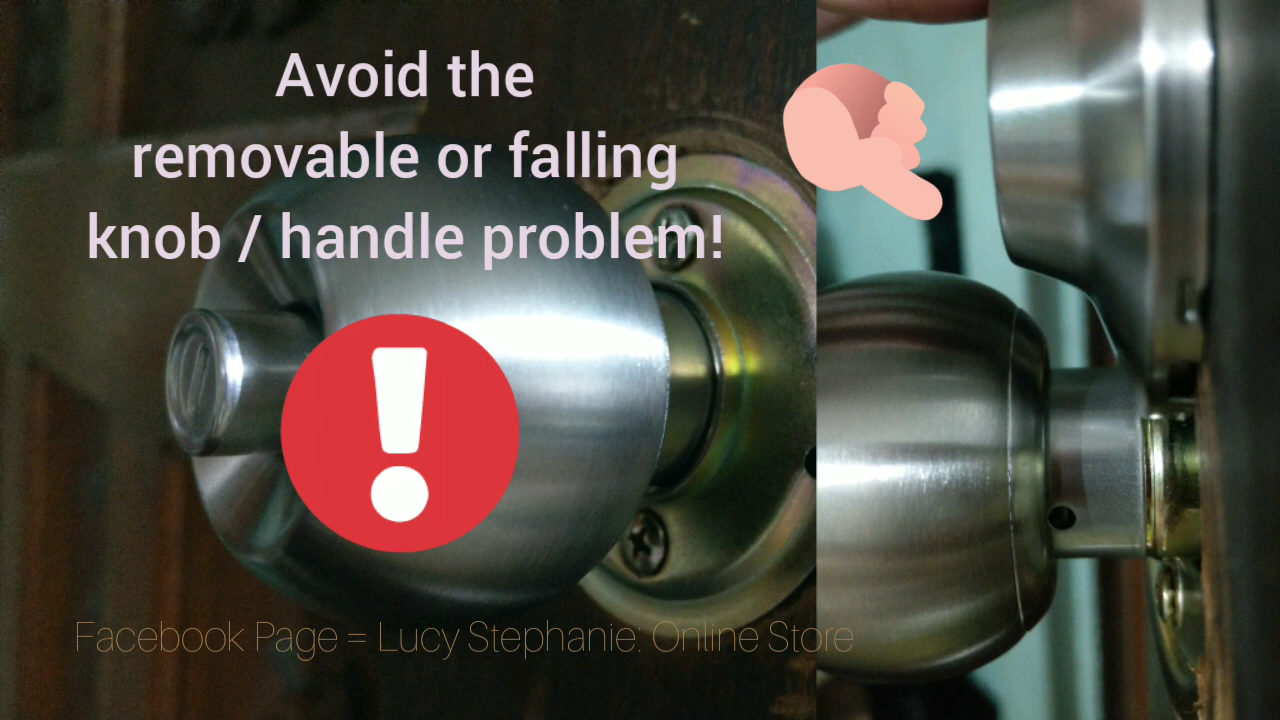 Avoid the
removable or falling
knob / handle problem!
Facebook Page = Lucy Stephanie: Online Store